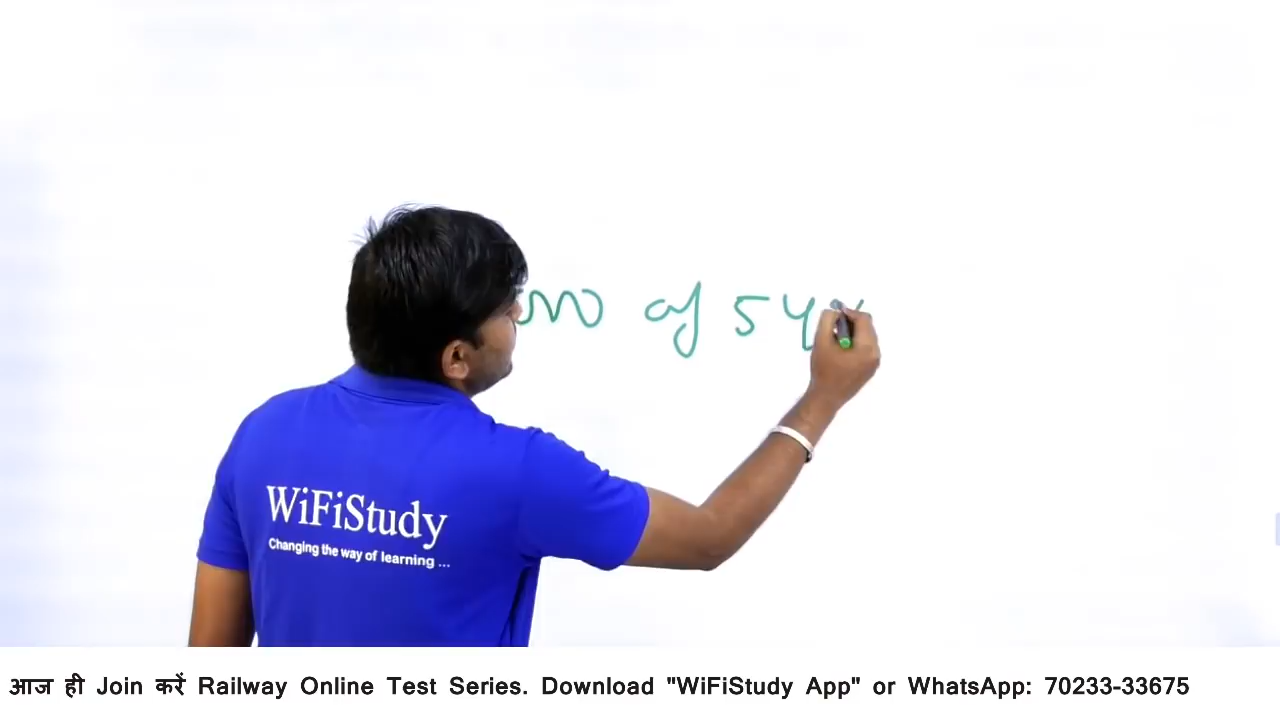 of 54
WiFiStudy
Changing the way of learning ...
आज ही Join करें Railway Online Test Series. Download "WiFiStudy App" or WhatsApp: 70233-33675